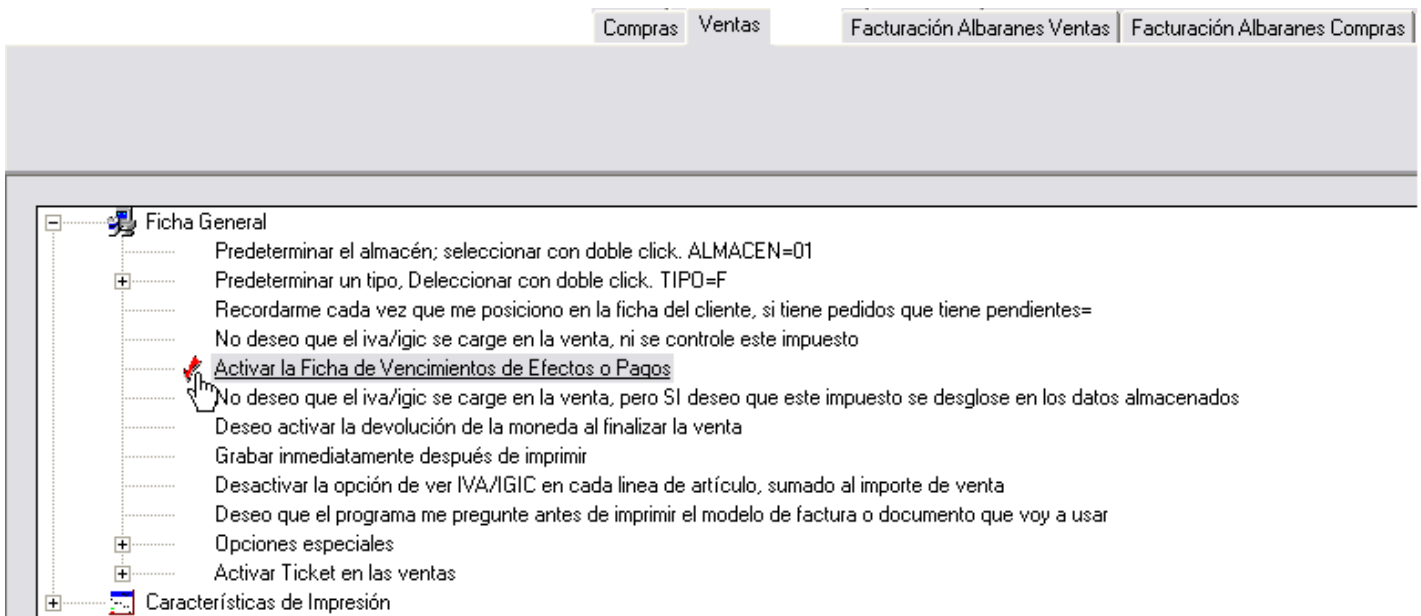 Compras Ventas Facturación Albaranes Ventas Facturación Albaranes Compras
Ficha General
Predeterminar el almacén; seleccionar con doble click. ALMACEN=01
Predeterminar un tipo, Deleccionar con doble click. TIPO=F
Recordarme cada vez que me posiciono en la ficha del cliente, si tiene pedidos que tiene pendientes=
No deseo que el iva/igic se carge en la venta, ni se controle este impuesto
Activar la Ficha de Vencimientos de Efectos o Pagos
No deseo que el iva/igic se carge en la venta, pero SI deseo que este impuesto se desglose en los datos almacenados
Deseo activar la devolución de la moneda al finalizar la venta
Grabar inmediatamente después de imprimir
Desactivar la opción de ver IVA/IGIC en cada linea de artículo, sumado al importe de venta
Deseo que el programa me pregunte antes de imprimir el modelo de factura o documento que voy a usar
Opciones especiales
Activar Ticket en las ventas
Características de Impresión